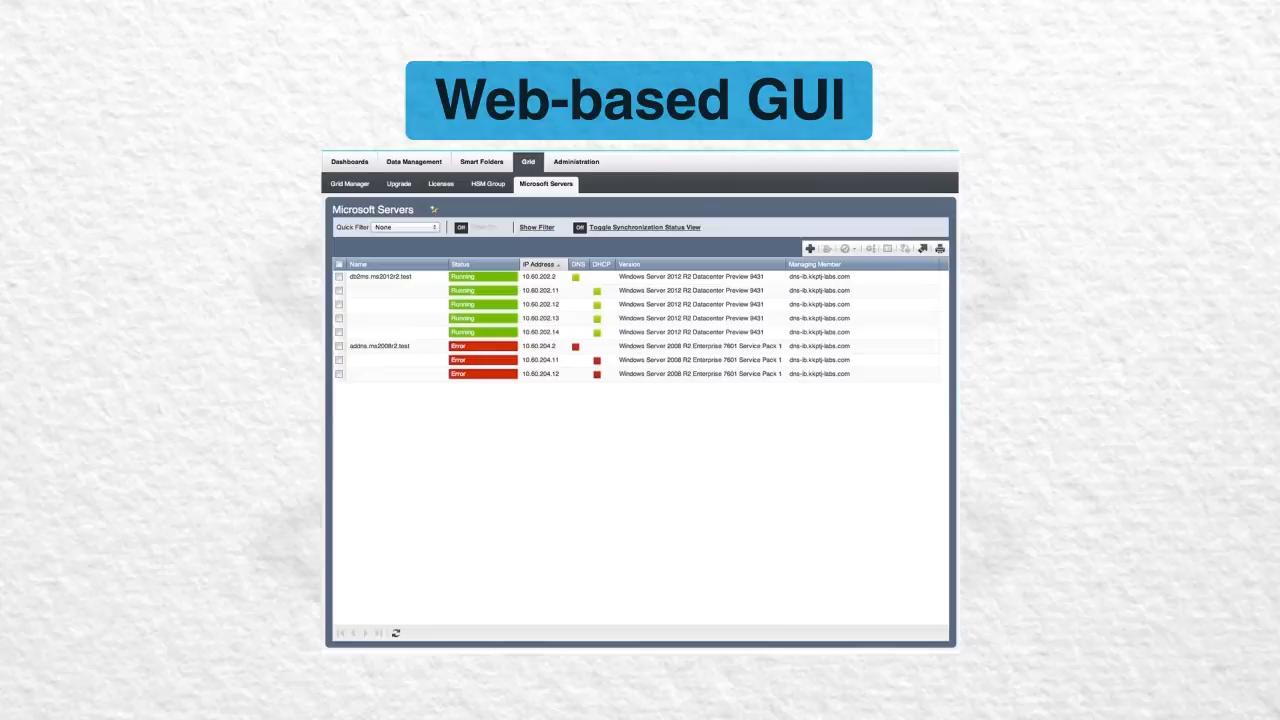 Web-based GUI
Dashboards Data Management Smart Folders Grid Administration
Grid Manager Upgrade Licenses HSM Group Microsoft Servers
Microsoft Servers
Quick Filter None Off Show Filter Off Toggle Synchronization Status View
Name Status IP Address DNS DHCP Version Managing Member
db2ms.ms2012r2.test Running 10.60.202.2 Windows Server 2012 R2 Datacenter Preview 9431 dns-ib.kkptj-labs.com
Running 10.60.202.11 Windows Server 2012 R2 Datacenter Preview 9431 dns-ib.kkptj-labs.com
Running 10.60.202.12 Windows Server 2012 R2 Datacenter Preview 9431 dns-ib.kkptj-labs.com
Running 10.60.202.13 Windows Server 2012 R2 Datacenter Preview 9431 dns-ib.kkptj-labs.com
Running 10.60.202.14 Windows Server 2012 R2 Datacenter Preview 9431 dns-ib.kkptj-labs.com
addns.ms2008r2.test Error 10.60.204.2 Windows Server 2008 R2 Enterprise 7601 Service Pack 1 dns-ib.kkptj-labs.com
Error 10.60.204.11 Windows Server 2008 R2 Enterprise 7601 Service Pack 1 dns-ib.kkptj-labs.com
Error 10.60.204.12 Windows Server 2008 R2 Enterprise 7601 Service Pack 1 dns-ib.kkptj-labs.com